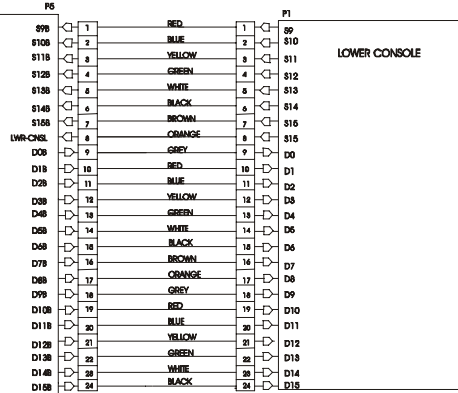 P5 P1
S9B 1 RED 1 S9
S10B 2 BLUE 2 S10
LOWER CONSOLE
S11B 3 YELLOW 3 S11
S12B 4 GREEN 4 S12
S13B 5 WHITE 5 S13
S14B 6 BLACK 6 S14
S15B 7 BROWN 7 S15
LWR-CNSL 8 ORANGE 8 S15
D0B 9 GREY 9 D0
D1B 10 RED 10 D1
D2B 11 BLUE 11 D2
D3B 12 YELLOW 12 D3
D4B 13 GREEN 13 D4
D5B 14 WHITE 14 D5
D6B 15 BLACK 15 D6
D7B 16 BROWN 16 D7
D8B 17 ORANGE 17 D8
D9B 18 GREY 18 D9
D10B 19 RED 19 D10
D11B 20 BLUE 20 D11
D12B 21 YELLOW 21 D12
D13B 22 GREEN 22 D13
D14B 23 WHITE 23 D14
D15B 24 BLACK 24 D15